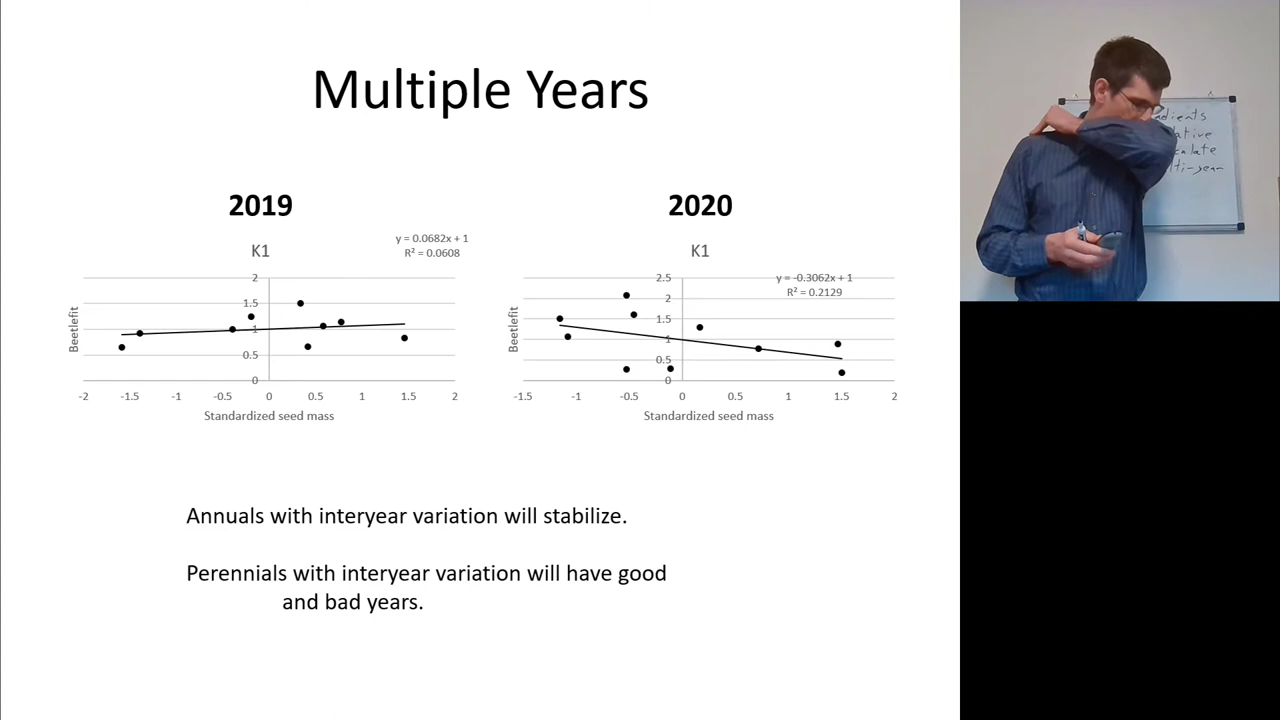 Multiple Years
2019
K1
y = 0.0682x + 1
R² = 0.0608
2
1.5
1
0.5
0
-2 -1.5 -1 -0.5 0 0.5 1 1.5 2
Beetlefit
Standardized seed mass
2020
K1
y = -0.3062x + 1
R² = 0.2129
2.5
2
1.5
1
0.5
0
-1.5 -1 -0.5 0 0.5 1 1.5 2
Beetlefit
Standardized seed mass
Annuals with interyear variation will stabilize.
Perennials with interyear variation will have good
and bad years.